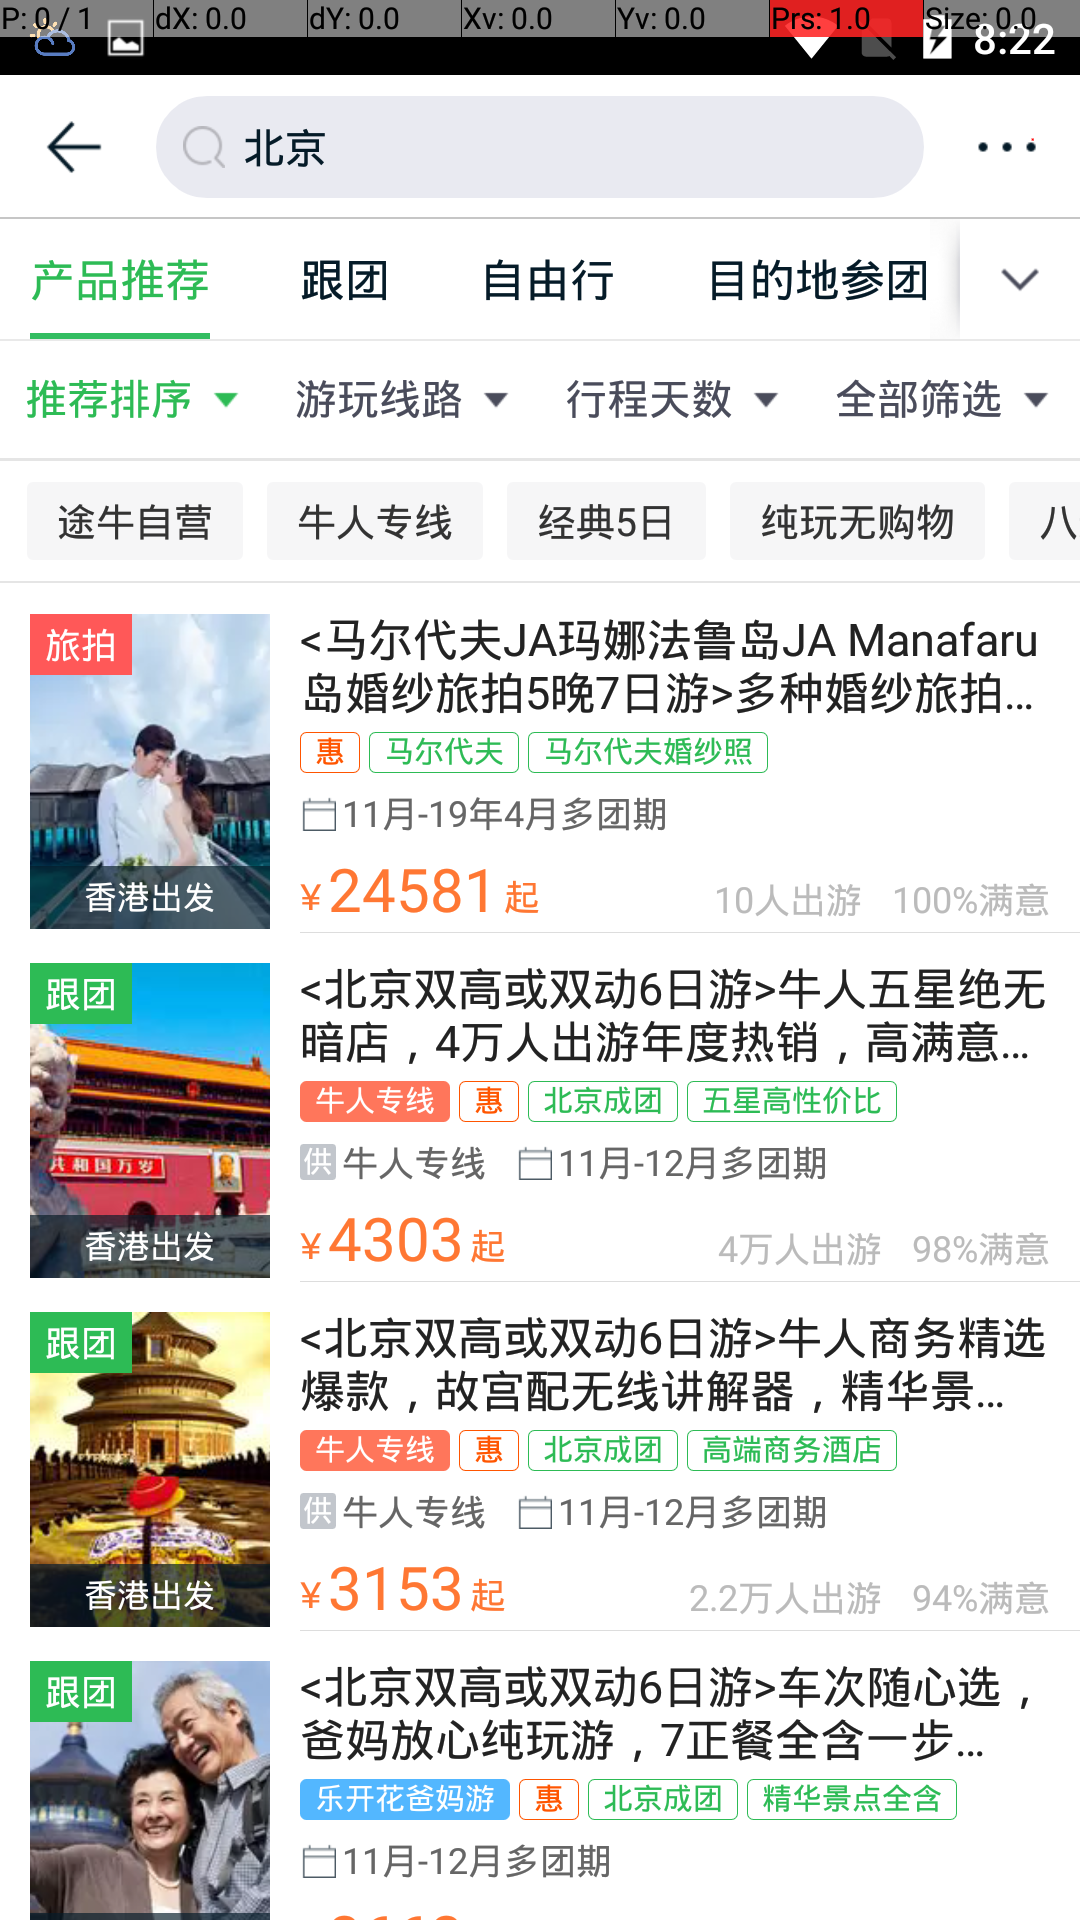 P: 0 / 1 dX: 0.0 dY: 0.0 Xv: 0.0 Yv: 0.0 Prs: 1.0 Size: 0.0
8:22
北京
产品推荐 跟团 自由行 目的地参团
推荐排序 游玩线路 行程天数 全部筛选
途牛自营 牛人专线 经典5日 纯玩无购物 八
旅拍
<马尔代夫JA玛娜法鲁岛JA Manafaru
岛婚纱旅拍5晚7日游>多种婚纱旅拍...
惠 马尔代夫 马尔代夫婚纱照
11月-19年4月多团期
香港出发
¥24581起 10人出游 100%满意
跟团
<北京双高或双动6日游>牛人五星绝无
暗店，4万人出游年度热销，高满意...
牛人专线 惠 北京成团 五星高性价比
共和国万岁
供 牛人专线 11月-12月多团期
香港出发
¥4303起 4万人出游 98%满意
跟团
<北京双高或双动6日游>牛人商务精选
爆款，故宫配无线讲解器，精华景...
牛人专线 惠 北京成团 高端商务酒店
供 牛人专线 11月-12月多团期
香港出发
¥3153起 2.2万人出游 94%满意
跟团
<北京双高或双动6日游>车次随心选，
爸妈放心纯玩游，7正餐全含一步...
乐开花爸妈游 惠 北京成团 精华景点全含
11月-12月多团期